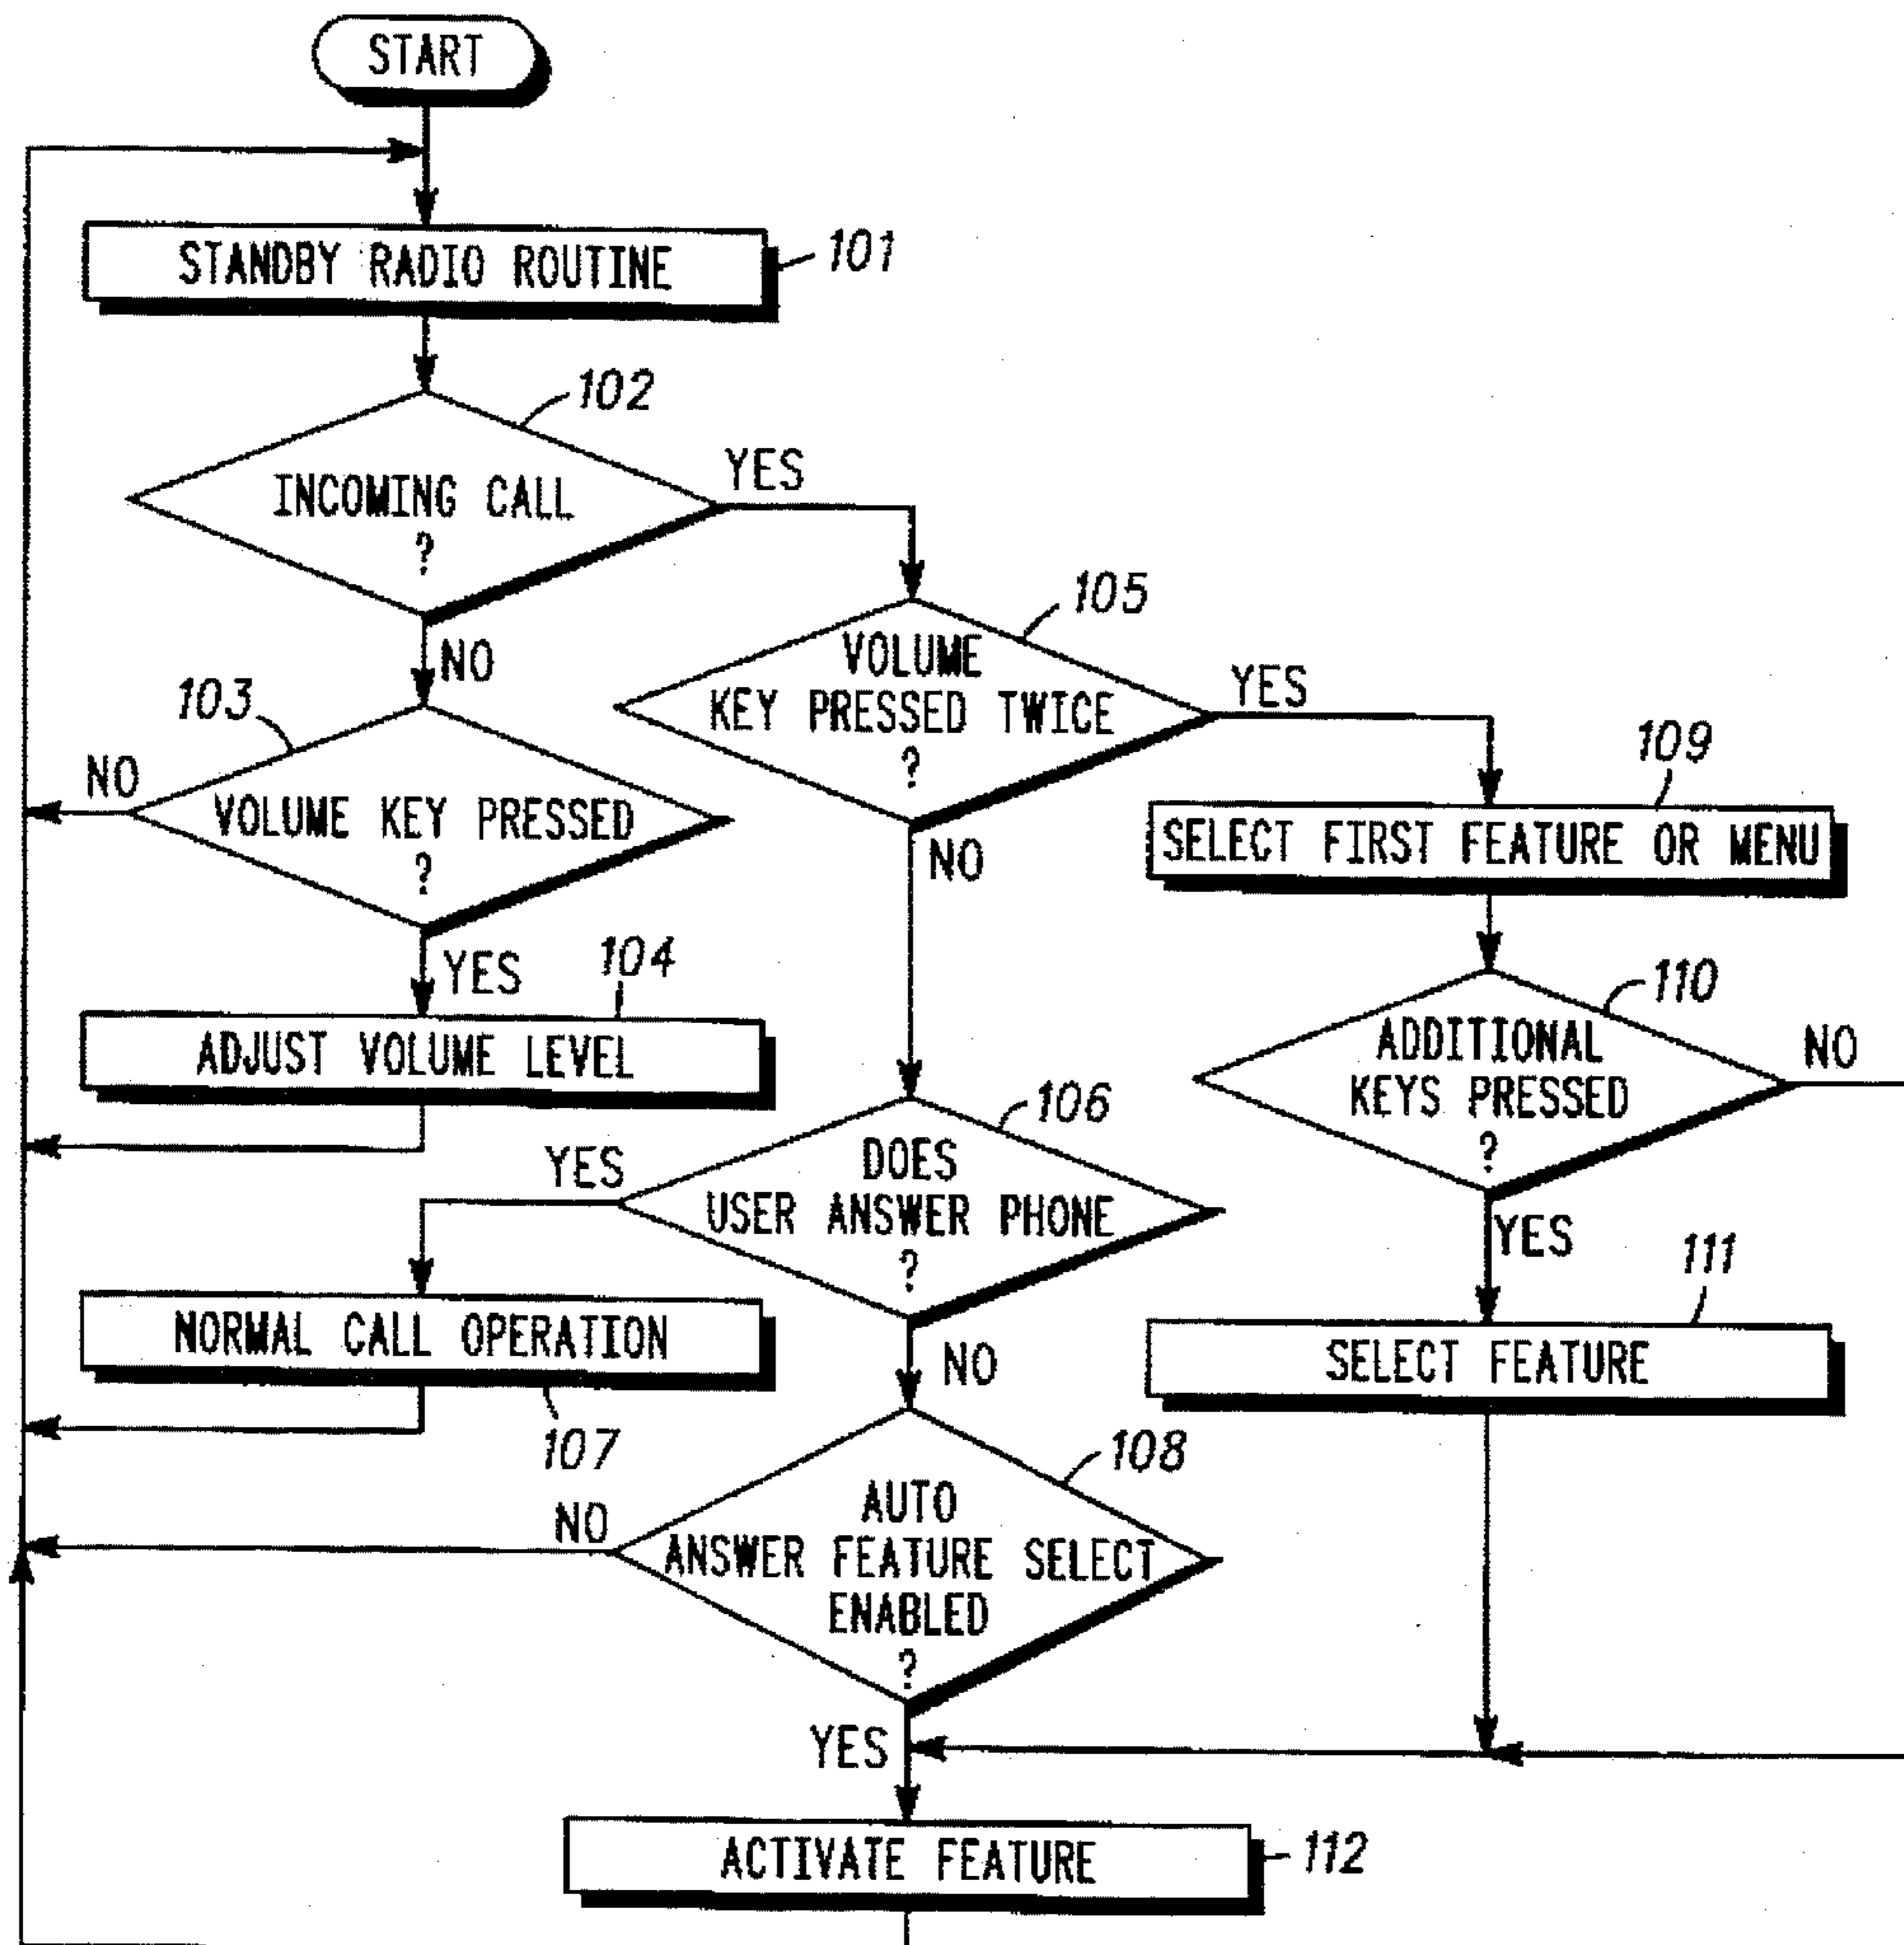 START
STANDBY RADIO ROUTINE
101
102
INCOMING CALL
?
YES
NO
103
VOLUME KEY PRESSED
?
NO
YES
104
ADJUST VOLUME LEVEL
105
VOLUME
KEY PRESSED TWICE
?
YES
NO
106
DOES
USER ANSWER PHONE
?
YES
NO
NORMAL CALL OPERATION
107
108
AUTO
ANSWER FEATURE SELECT
ENABLED
?
NO
YES
109
SELECT FIRST FEATURE OR MENU
110
ADDITIONAL
KEYS PRESSED
?
NO
YES
111
SELECT FEATURE
ACTIVATE FEATURE
112